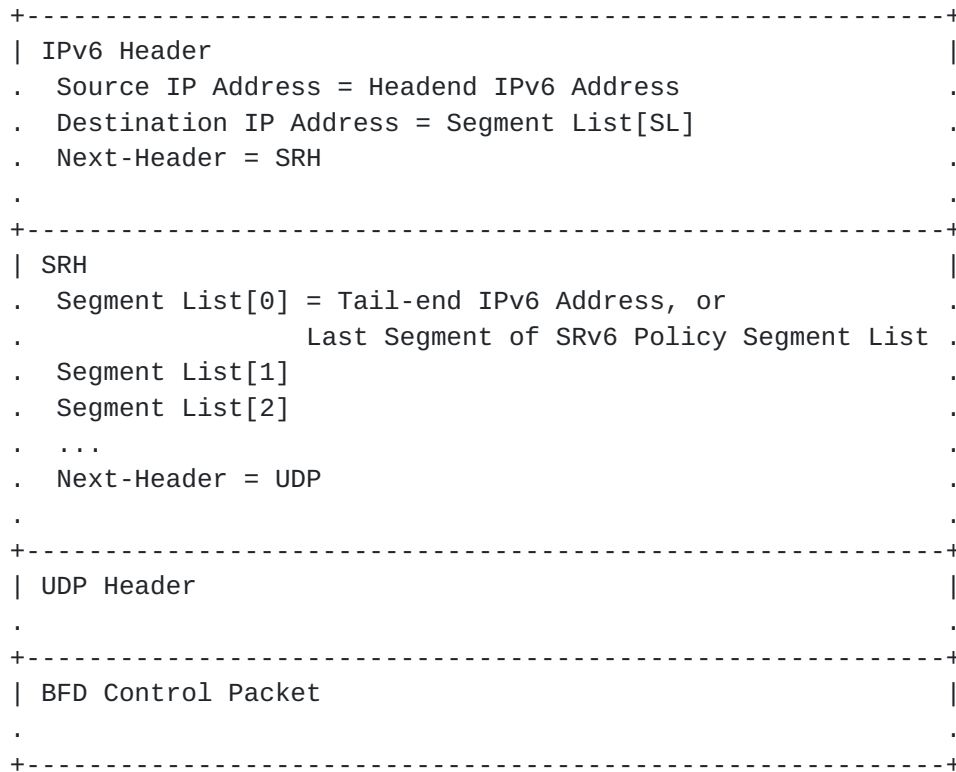 +-----------------------------------------------------------+
| IPv6 Header                                               |
.  Source IP Address = Headend IPv6 Address                 .
.  Destination IP Address = Segment List[SL]                .
.  Next-Header = SRH                                        .
.                                                           .
+-----------------------------------------------------------+
| SRH                                                       |
.  Segment List[0] = Tail-end IPv6 Address, or              .
.                    Last Segment of SRv6 Policy Segment List .
.  Segment List[1]                                          .
.  Segment List[2]                                          .
.  ...                                                      .
.  Next-Header = UDP                                        .
.                                                           .
+-----------------------------------------------------------+
| UDP Header                                                |
.                                                           .
+-----------------------------------------------------------+
| BFD Control Packet                                        |
.                                                           .
+-----------------------------------------------------------+